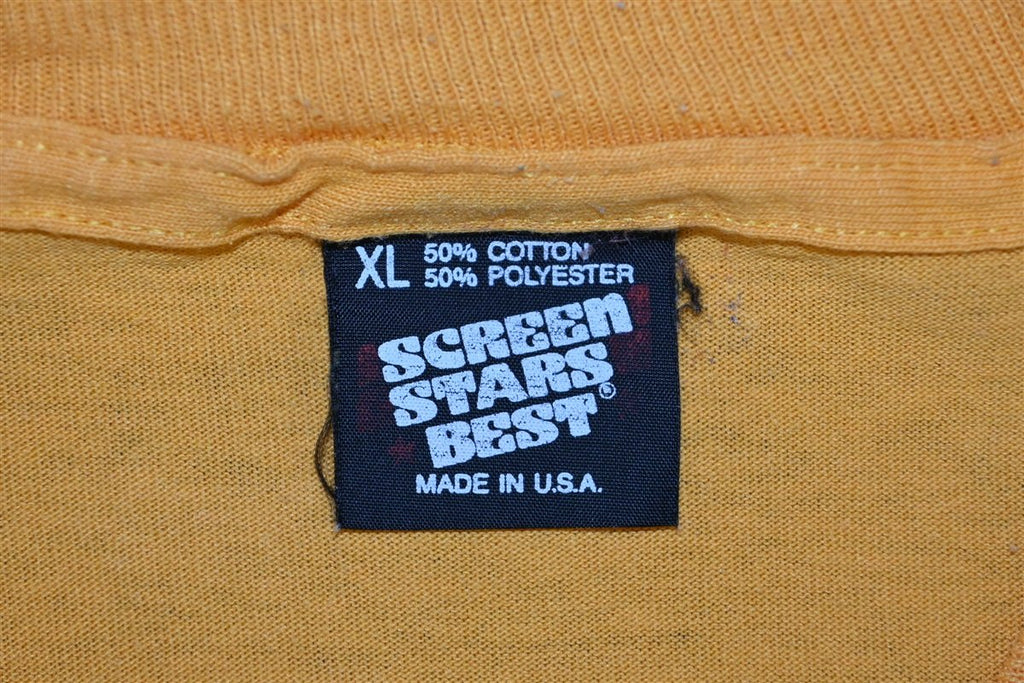 XL 50% COTTON
50% POLYESTER
SCREEN
STARS
BEST®
MADE IN U.S.A.